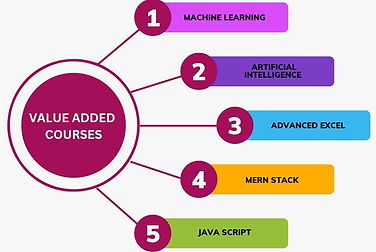 VALUE ADDED
COURSES
1
MACHINE LEARNING
2
ARTIFICIAL
INTELLIGENCE
3
ADVANCED EXCEL
4
MERN STACK
5
JAVA SCRIPT